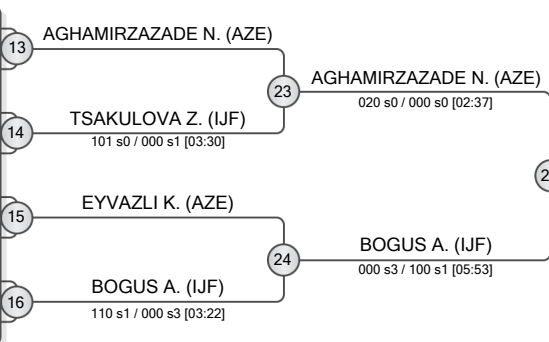 13
AGHAMIRZAZADE N. (AZE)
23
AGHAMIRZAZADE N. (AZE)
020 s0 / 000 s0 [02:37]
14
TSAKULOVA Z. (IJF)
101 s0 / 000 s1 [03:30]
15
EYVAZLI K. (AZE)
24
BOGUS A. (IJF)
000 s3 / 100 s1 [05:53]
16
BOGUS A. (IJF)
110 s1 / 000 s3 [03:22]